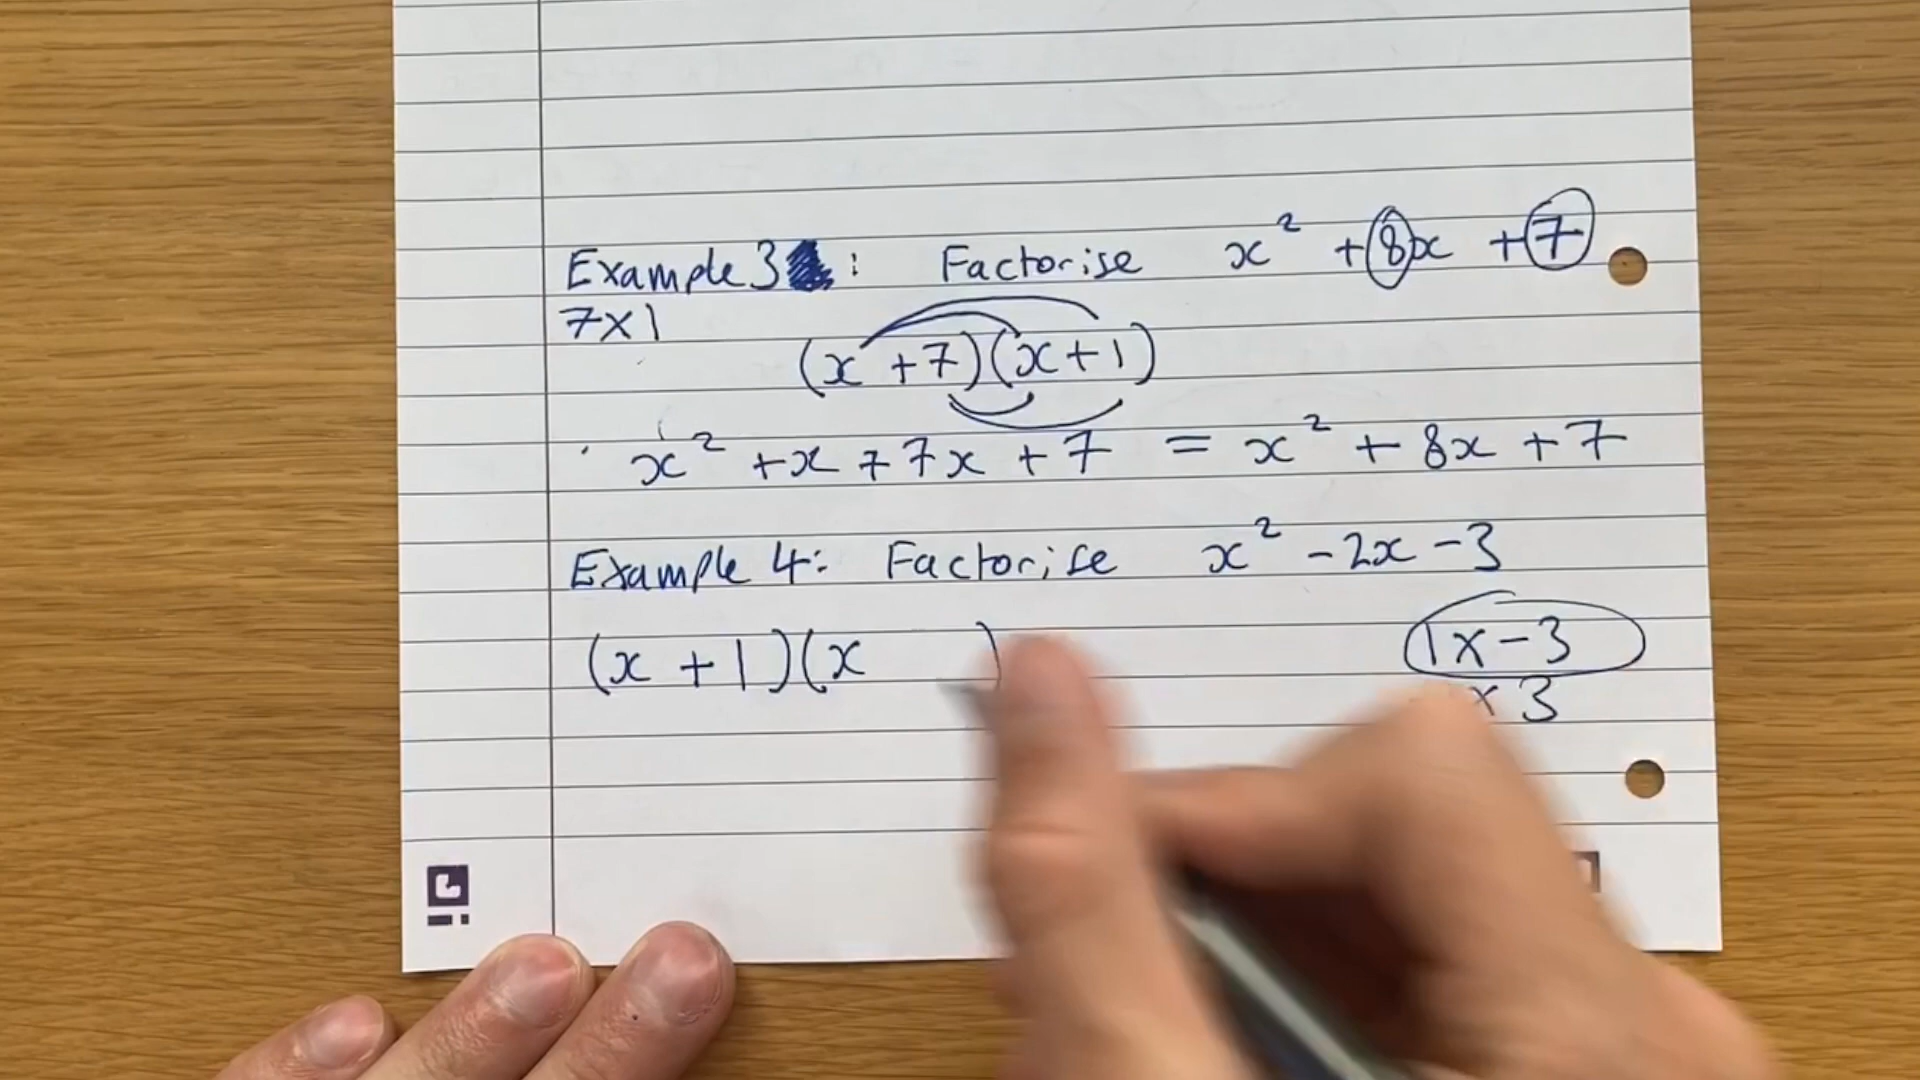 Example 3: Factorise x² + 8x + 7
7×1
(x + 7)(x + 1)
x² + x + 7x + 7 = x² + 8x + 7
Example 4: Factorise x² - 2x - 3
(x + 1)(x )
1 × -3
× 3